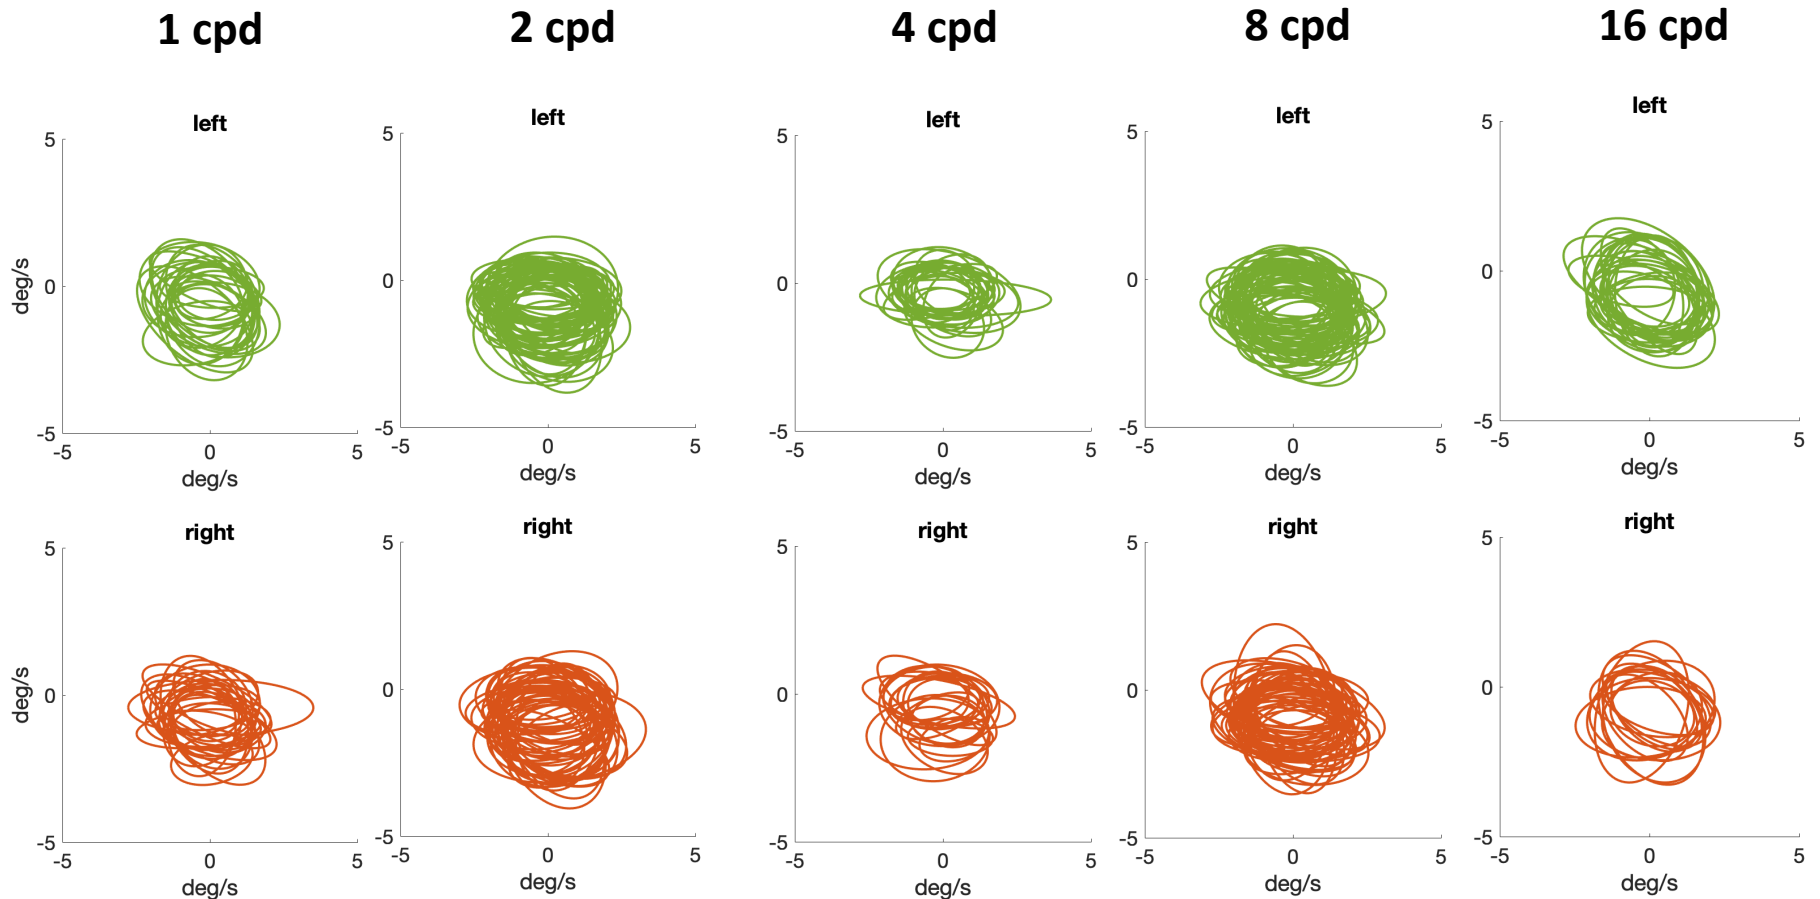 1 cpd 2 cpd 4 cpd 8 cpd 16 cpd
left left left left left
5 5 5 5 5
deg/s 0 0 0 0 0
-5 -5 -5 -5 -5
-5 0 5 -5 0 5 -5 0 5 -5 0 5 -5 0 5
deg/s deg/s deg/s deg/s deg/s
right right right right right
5 5 5 5 5
deg/s 0 0 0 0 0
-5 -5 -5 -5 -5
-5 0 5 -5 0 5 -5 0 5 -5 0 5 -5 0 5
deg/s deg/s deg/s deg/s deg/s